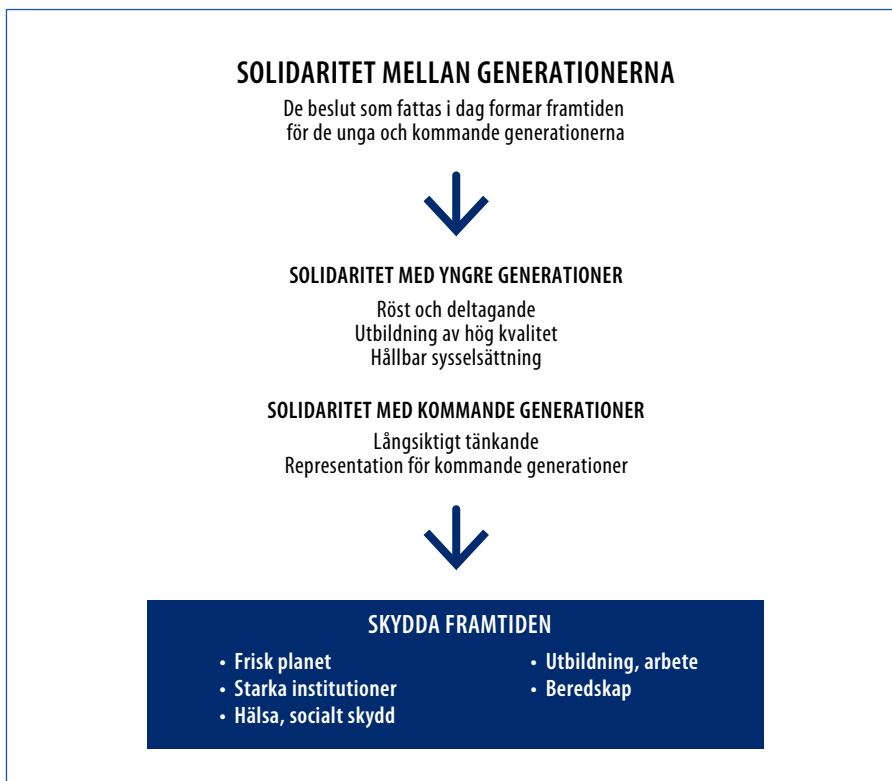 SOLIDARITET MELLAN GENERATIONERNA
De beslut som fattas i dag formar framtiden
för de unga och kommande generationerna
SOLIDARITET MED YNGRE GENERATIONER
Röst och deltagande
Utbildning av hög kvalitet
Hållbar sysselsättning
SOLIDARITET MED KOMMANDE GENERATIONER
Långsiktigt tänkande
Representation för kommande generationer
SKYDDA FRAMTIDEN
• Frisk planet
• Starka institutioner
• Hälsa, socialt skydd
• Utbildning, arbete
• Beredskap